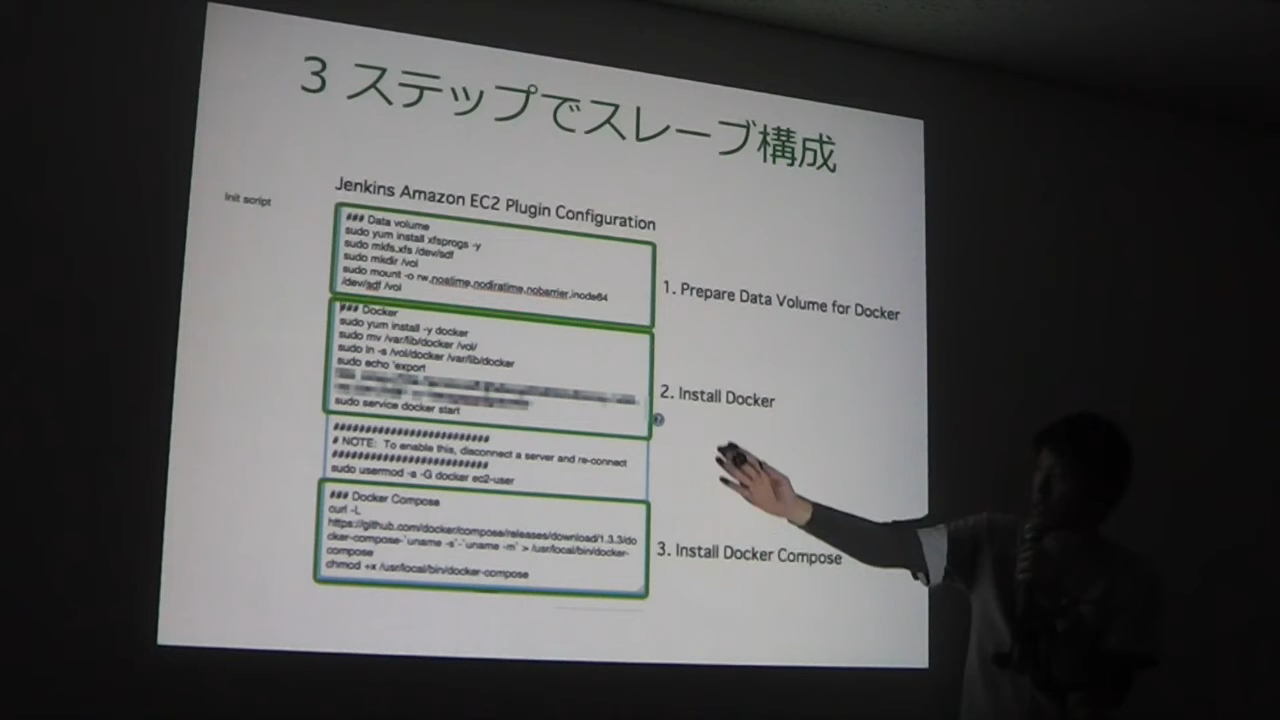 3 ステップでスレーブ構成
Jenkins Amazon EC2 Plugin Configuration
Init script
### Data volume
sudo yum install xfsprogs -y
sudo mkfs.xfs /dev/sdf
sudo mkdir /vol
sudo mount -o rw,noatime,nodiratime,nobarrier,inode64
/dev/sdf /vol
1. Prepare Data Volume for Docker
### Docker
sudo yum install -y docker
sudo mv /var/lib/docker /vol/
sudo ln -s /vol/docker /var/lib/docker
sudo echo 'export
sudo service docker start
2. Install Docker
##########################
# NOTE: To enable this, disconnect a server and re-connect
##########################
sudo usermod -a -G docker ec2-user
### Docker Compose
curl -L
https://github.com/docker/compose/releases/download/1.3.3/do
cker-compose-`uname -s`-`uname -m` > /usr/local/bin/docker-
compose
chmod +x /usr/local/bin/docker-compose
3. Install Docker Compose